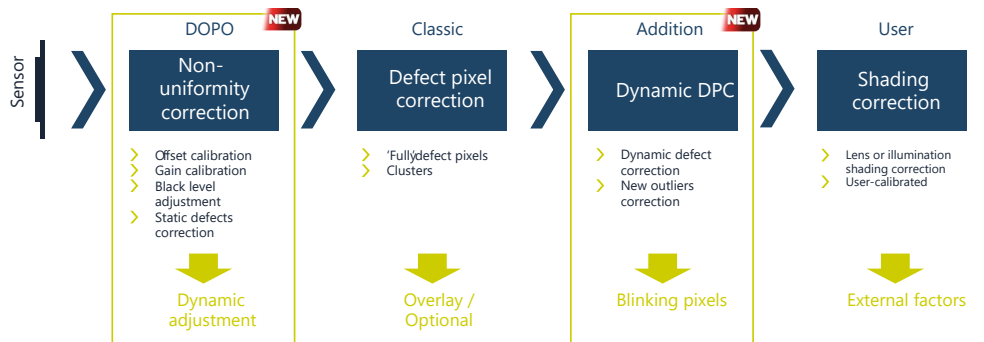 Sensor
DOPO
NEW
Non-
uniformity
correction
Offset calibration
Gain calibration
Black level
adjustment
Static defects
correction
Dynamic
adjustment
Classic
Defect pixel
correction
'Fully'defect pixels
Clusters
Overlay /
Optional
Addition
NEW
Dynamic DPC
Dynamic defect
correction
New outliers
correction
Blinking pixels
User
Shading
correction
Lens or illumination
shading correction
User-calibrated
External factors